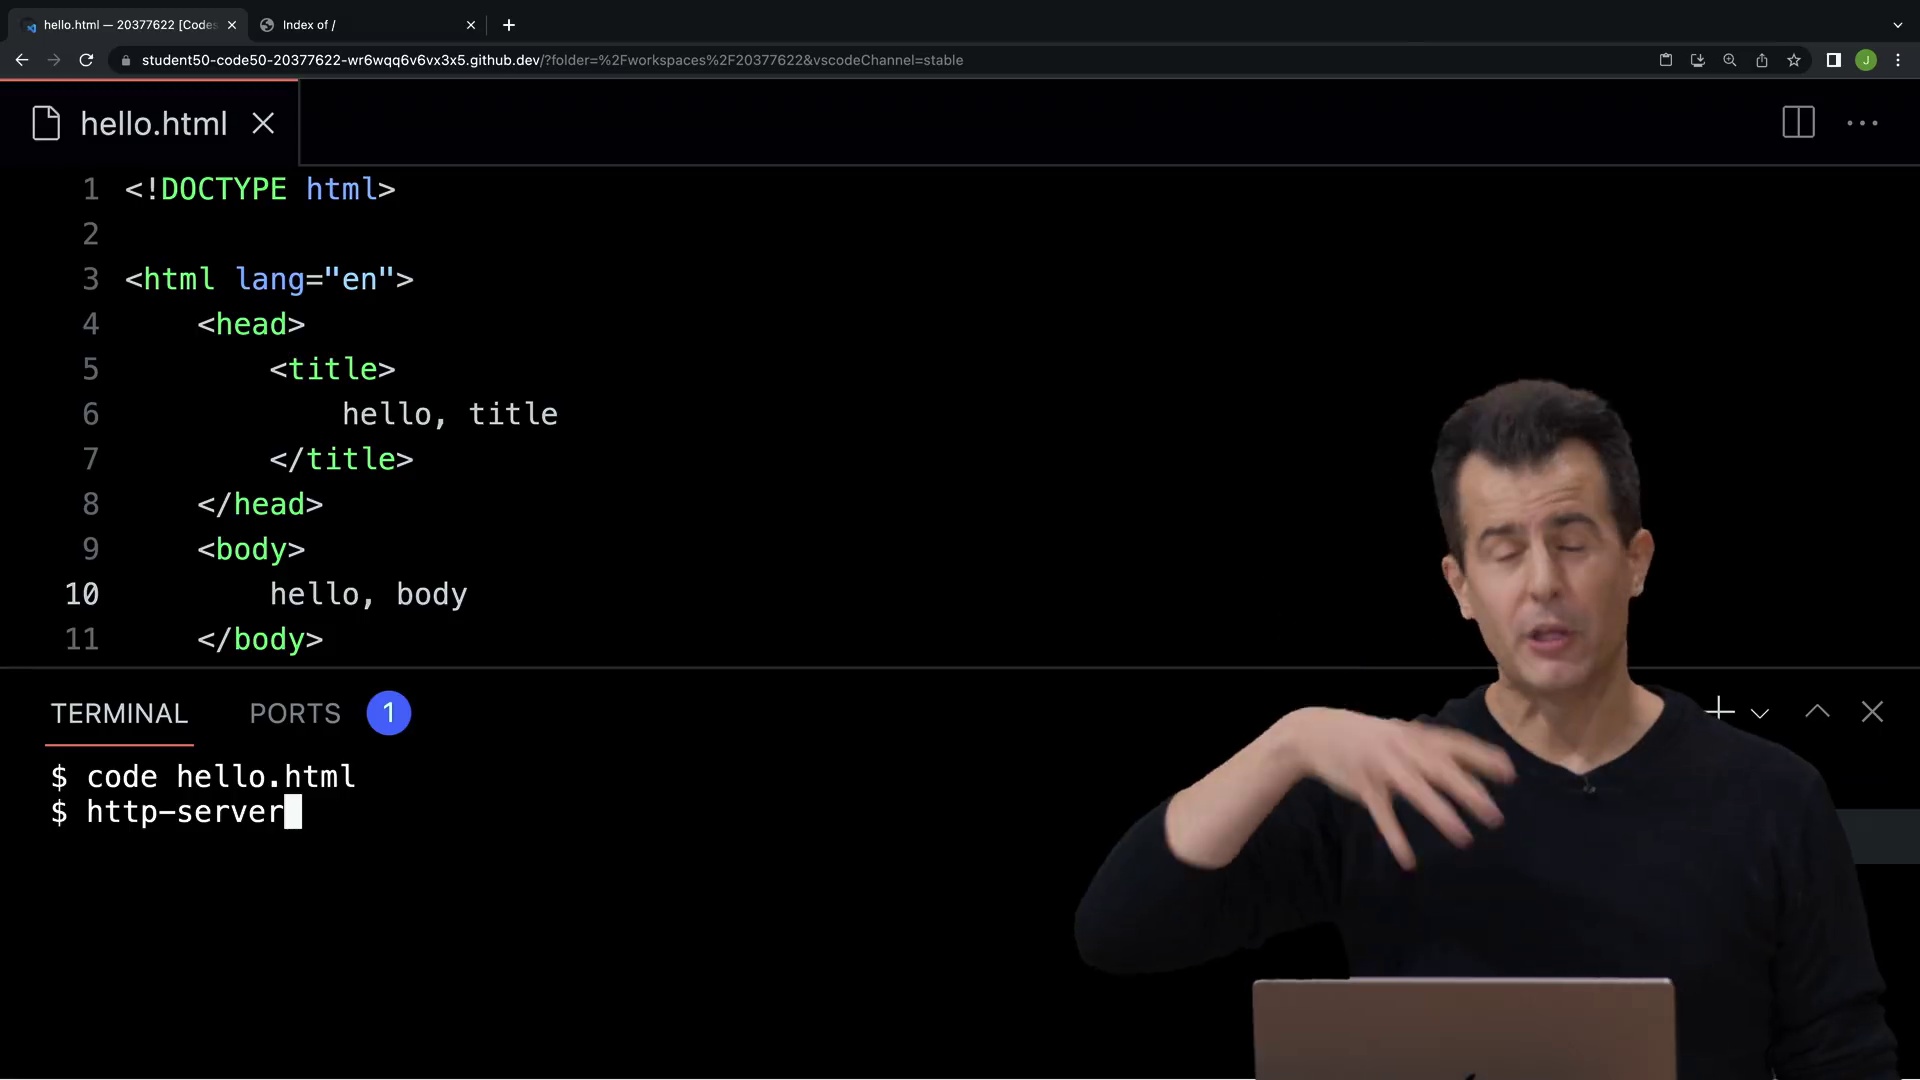 hello.html — 20377622 [Codes
Index of /
student50-code50-20377622-wr6wqq6v6vx3x5.github.dev/?folder=%2Fworkspaces%2F20377622&vscodeChannel=stable
J
hello.html
1 <!DOCTYPE html>
2
3 <html lang="en">
4 <head>
5 <title>
6 hello, title
7 </title>
8 </head>
9 <body>
10 hello, body
11 </body>
TERMINAL PORTS 1
$ code hello.html
$ http-server